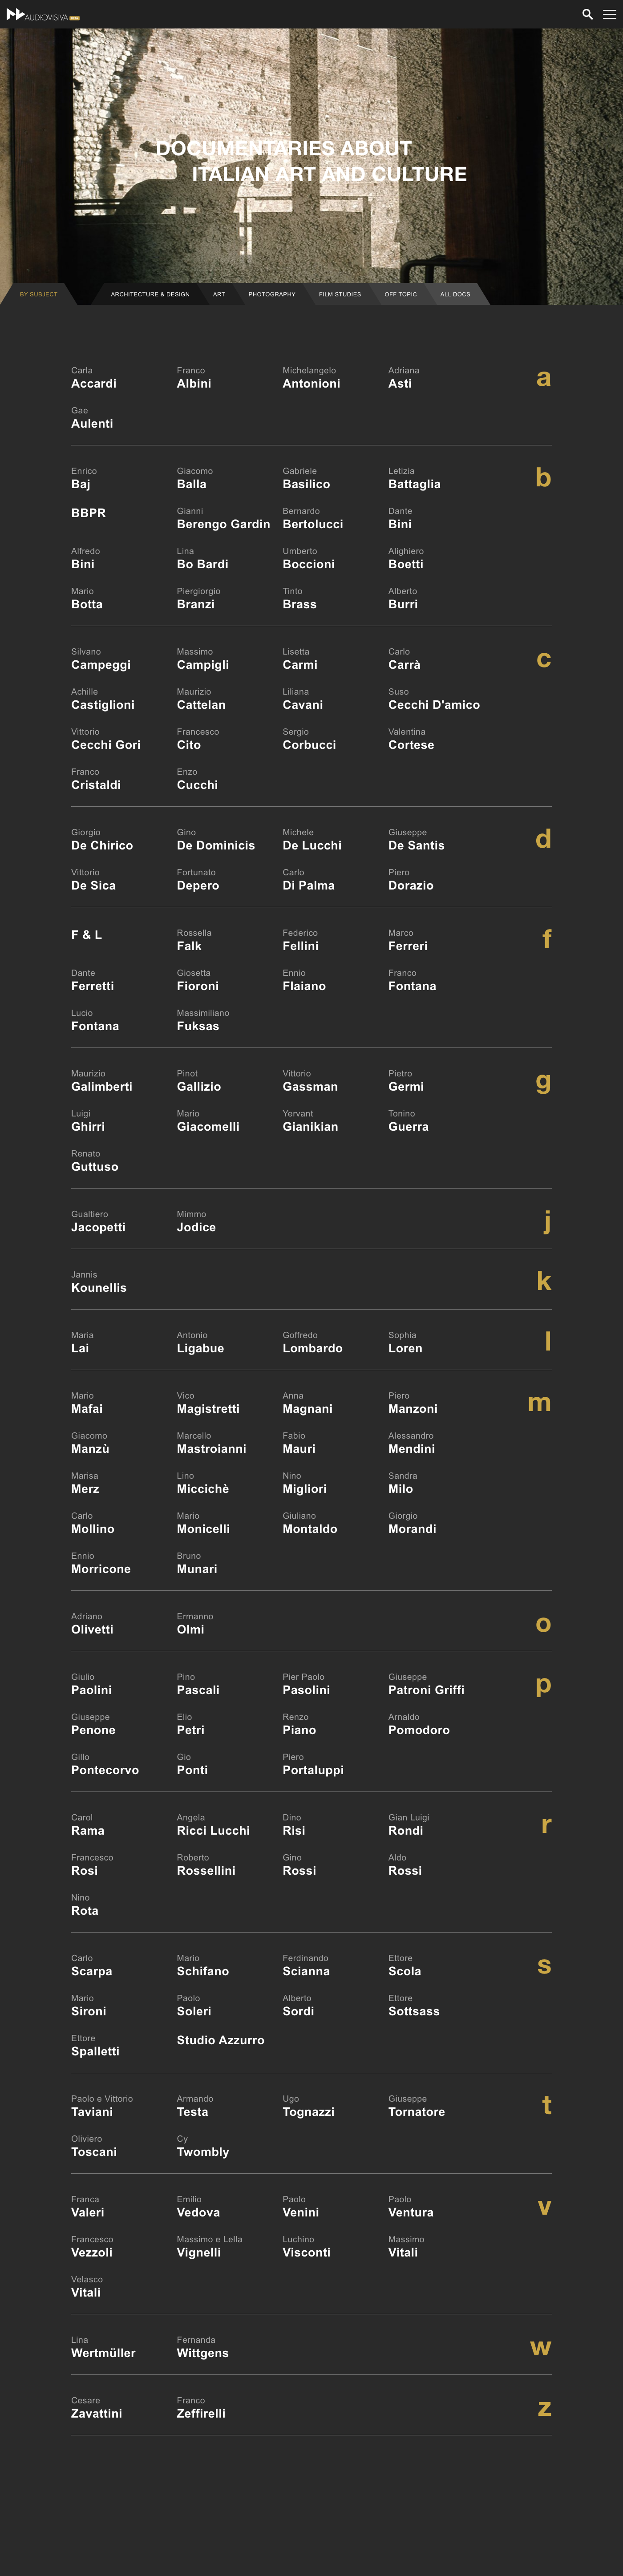 AUDIOVISIVA
DOCUMENTARIES ABOUT
ITALIAN ART AND CULTURE
BY SUBJECT
ARCHITECTURE & DESIGN
ART
PHOTOGRAPHY
FILM STUDIES
OFF TOPIC
ALL DOCS
a
Carla
Accardi
Franco
Albini
Michelangelo
Antonioni
Adriana
Asti
Gae
Aulenti
b
Enrico
Baj
Giacomo
Balla
Gabriele
Basilico
Letizia
Battaglia
BBPR
Gianni
Berengo Gardin
Bernardo
Bertolucci
Dante
Bini
Alfredo
Bini
Lina
Bo Bardi
Umberto
Boccioni
Alighiero
Boetti
Mario
Botta
Piergiorgio
Branzi
Tinto
Brass
Alberto
Burri
c
Silvano
Campeggi
Massimo
Campigli
Lisetta
Carmi
Carlo
Carrà
Achille
Castiglioni
Maurizio
Cattelan
Liliana
Cavani
Suso
Cecchi D'amico
Vittorio
Cecchi Gori
Francesco
Cito
Sergio
Corbucci
Valentina
Cortese
Franco
Cristaldi
Enzo
Cucchi
d
Giorgio
De Chirico
Gino
De Dominicis
Michele
De Lucchi
Giuseppe
De Santis
Vittorio
De Sica
Fortunato
Depero
Carlo
Di Palma
Piero
Dorazio
f
F & L
Rossella
Falk
Federico
Fellini
Marco
Ferreri
Dante
Ferretti
Giosetta
Fioroni
Ennio
Flaiano
Franco
Fontana
Lucio
Fontana
Massimiliano
Fuksas
g
Maurizio
Galimberti
Pinot
Gallizio
Vittorio
Gassman
Pietro
Germi
Luigi
Ghirri
Mario
Giacomelli
Yervant
Gianikian
Tonino
Guerra
Renato
Guttuso
j
Gualtiero
Jacopetti
Mimmo
Jodice
k
Jannis
Kounellis
l
Maria
Lai
Antonio
Ligabue
Goffredo
Lombardo
Sophia
Loren
m
Mario
Mafai
Vico
Magistretti
Anna
Magnani
Piero
Manzoni
Giacomo
Manzù
Marcello
Mastroianni
Fabio
Mauri
Alessandro
Mendini
Marisa
Merz
Lino
Miccichè
Nino
Migliori
Sandra
Milo
Carlo
Mollino
Mario
Monicelli
Giuliano
Montaldo
Giorgio
Morandi
Ennio
Morricone
Bruno
Munari
o
Adriano
Olivetti
Ermanno
Olmi
p
Giulio
Paolini
Pino
Pascali
Pier Paolo
Pasolini
Giuseppe
Patroni Griffi
Giuseppe
Penone
Elio
Petri
Renzo
Piano
Arnaldo
Pomodoro
Gillo
Pontecorvo
Gio
Ponti
Piero
Portaluppi
r
Carol
Rama
Angela
Ricci Lucchi
Dino
Risi
Gian Luigi
Rondi
Francesco
Rosi
Roberto
Rossellini
Gino
Rossi
Aldo
Rossi
Nino
Rota
s
Carlo
Scarpa
Mario
Schifano
Ferdinando
Scianna
Ettore
Scola
Mario
Sironi
Paolo
Soleri
Alberto
Sordi
Ettore
Sottsass
Ettore
Spalletti
Studio Azzurro
t
Paolo e Vittorio
Taviani
Armando
Testa
Ugo
Tognazzi
Giuseppe
Tornatore
Oliviero
Toscani
Cy
Twombly
v
Franca
Valeri
Emilio
Vedova
Paolo
Venini
Paolo
Ventura
Francesco
Vezzoli
Massimo e Lella
Vignelli
Luchino
Visconti
Massimo
Vitali
Velasco
Vitali
w
Lina
Wertmüller
Fernanda
Wittgens
z
Cesare
Zavattini
Franco
Zeffirelli